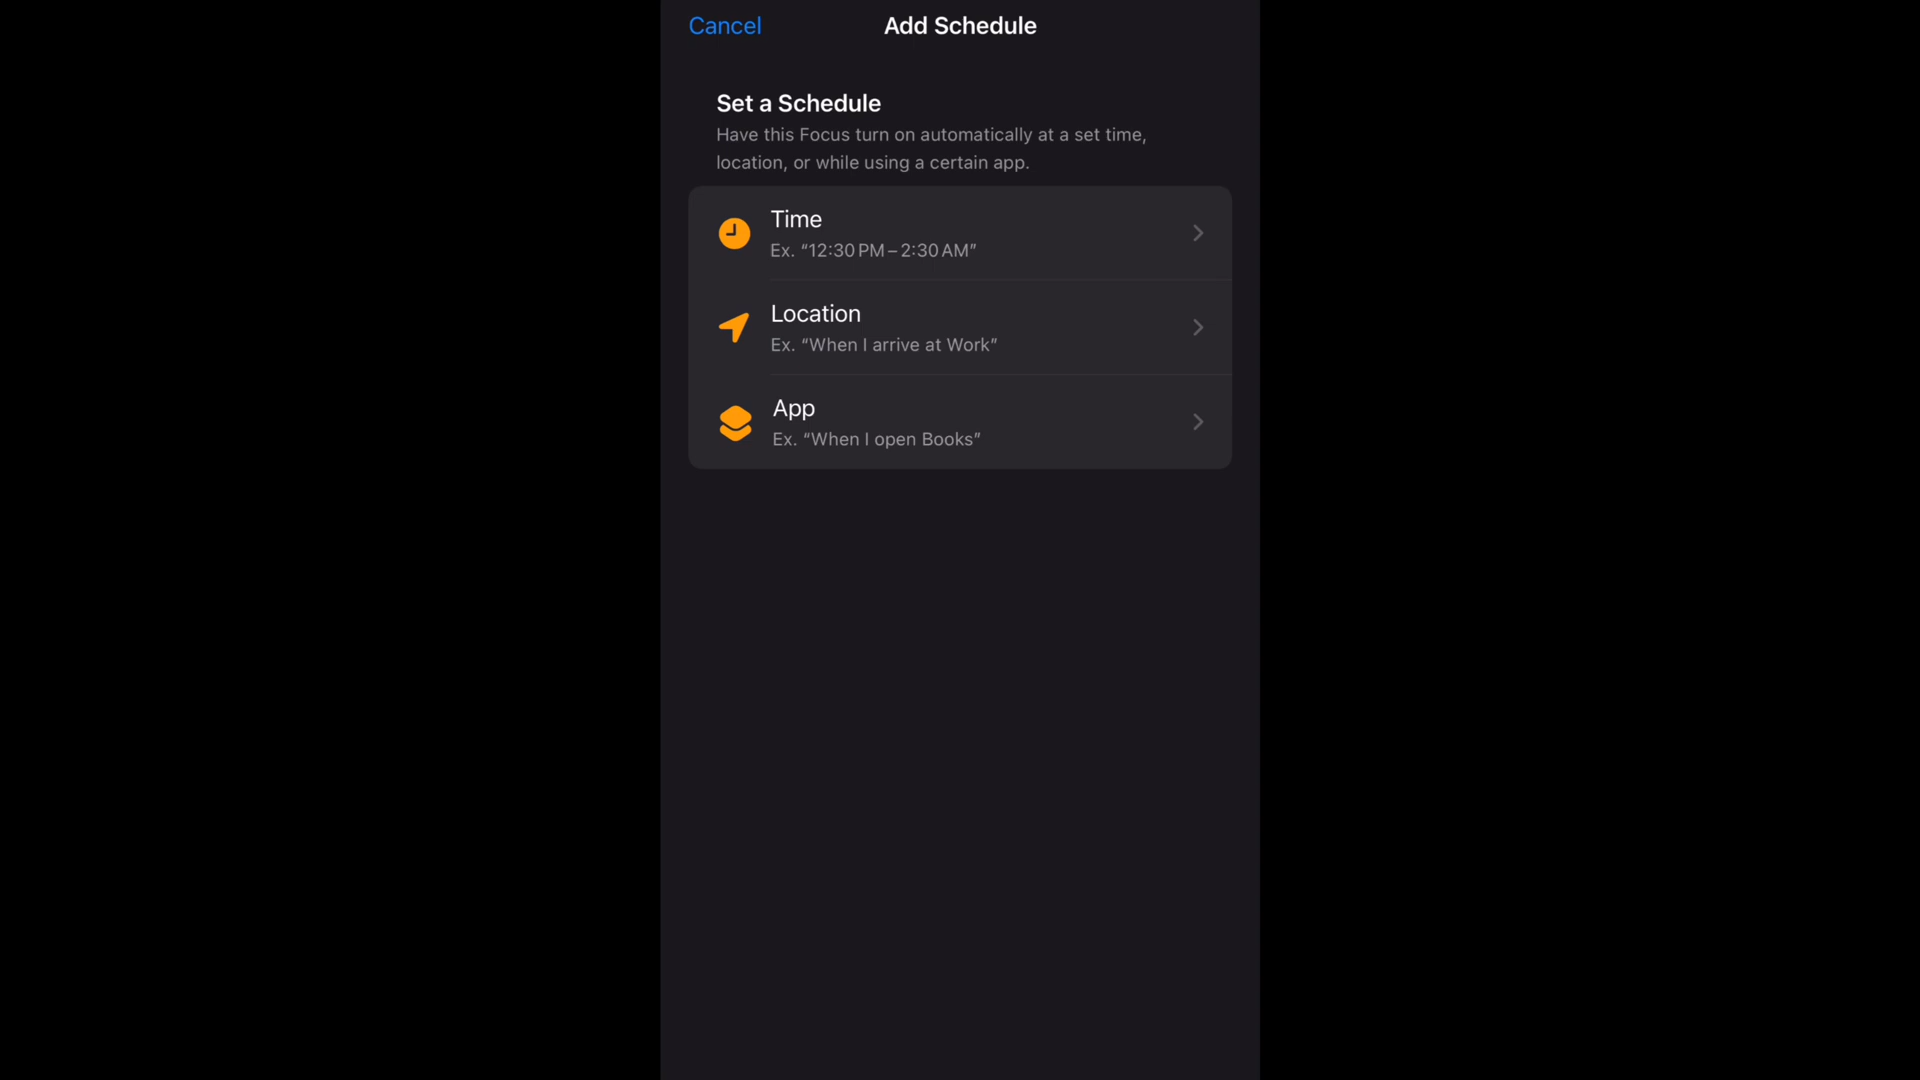 Cancel
Add Schedule
Set a Schedule
Have this Focus turn on automatically at a set time,
location, or while using a certain app.
Time
Ex. “12:30 PM – 2:30 AM”
Location
Ex. “When I arrive at Work”
App
Ex. “When I open Books”